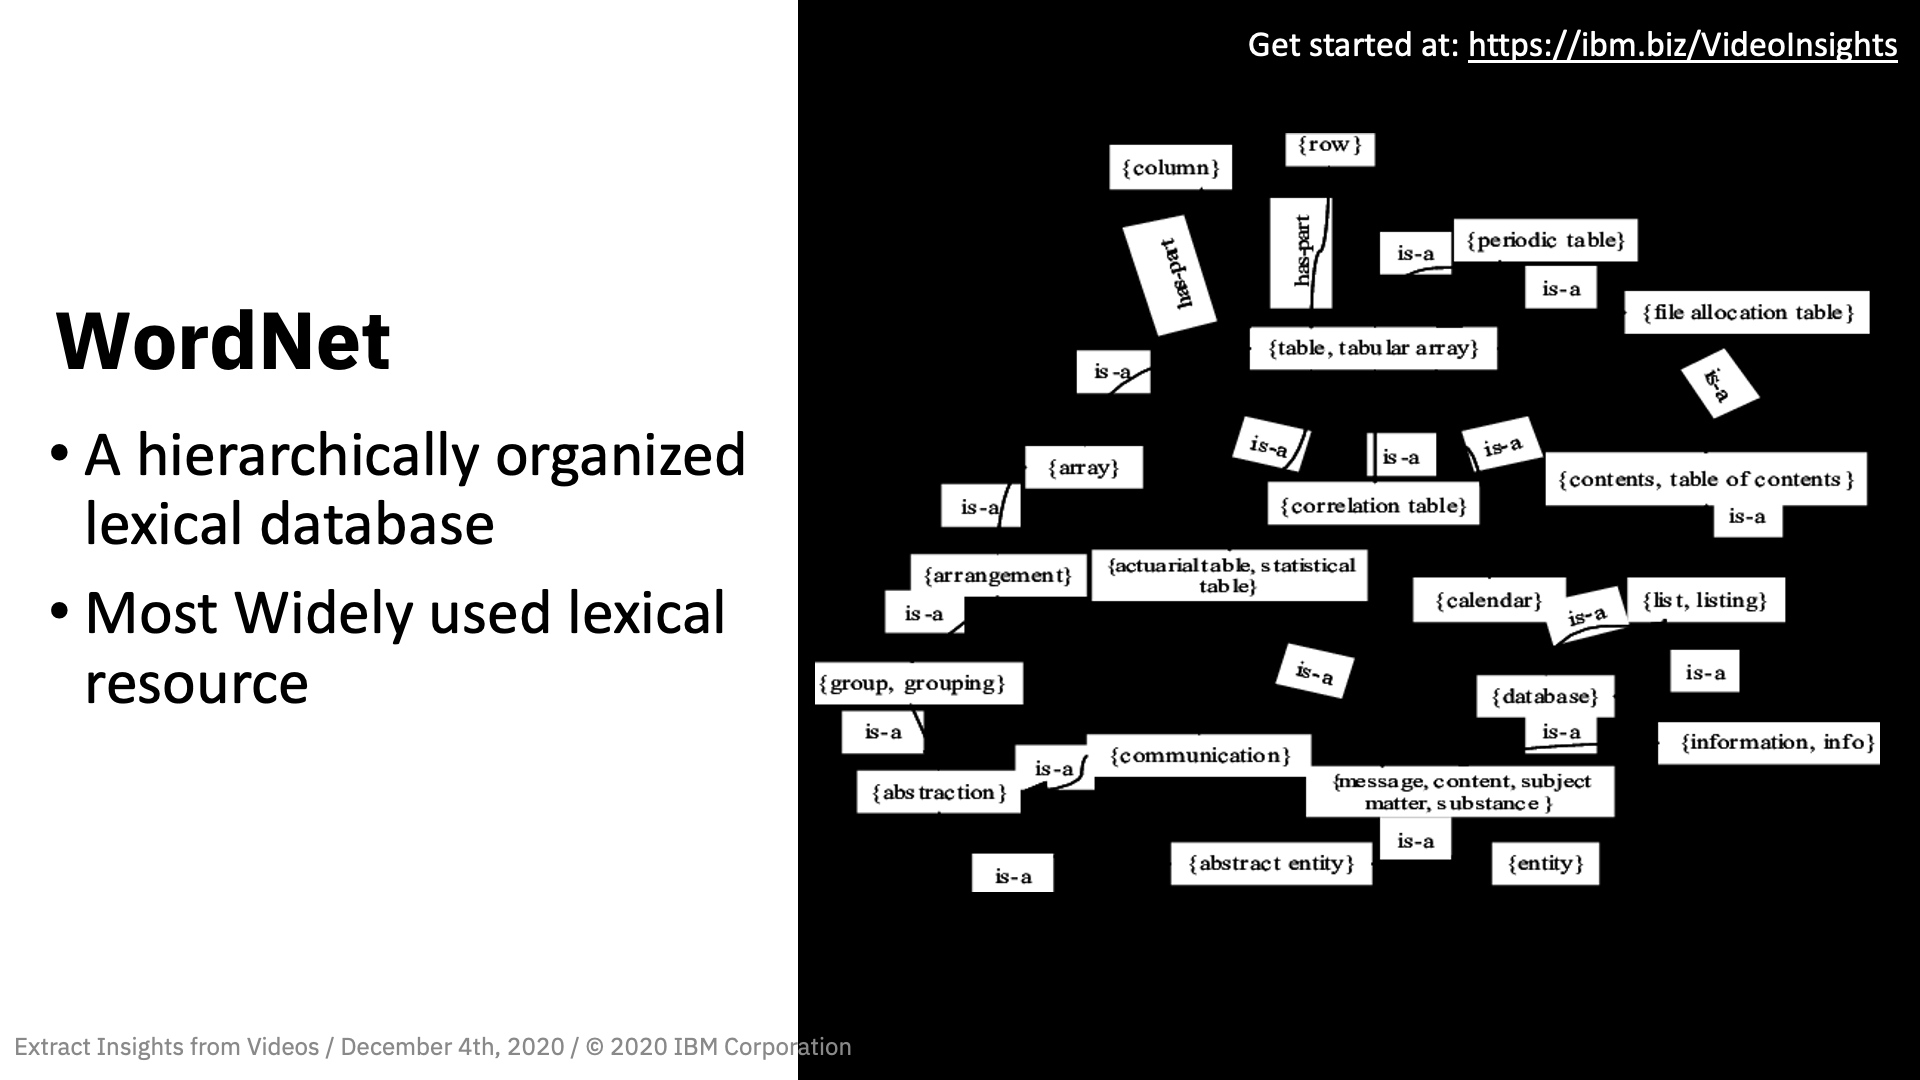 Get started at: https://ibm.biz/VideoInsights
WordNet
• A hierarchically organized
lexical database
• Most Widely used lexical
resource
{row}
{column}
has-part
has-part
is-a
{periodic table}
is-a
{file allocation table}
{table, tabular array}
is-a
is-a
is-a
is-a
is-a
{array}
{contents, table of contents}
is-a
{correlation table}
is-a
{arrangement}
{actuarial table, statistical
table}
is-a
{calendar}
is-a
{list, listing}
{group, grouping}
is-a
is-a
{database}
is-a
is-a
{information, info}
is-a
{communication}
{abstraction}
{message, content, subject
matter, substance}
is-a
is-a
{abstract entity}
{entity}
Extract Insights from Videos / December 4th, 2020 / © 2020 IBM Corporation